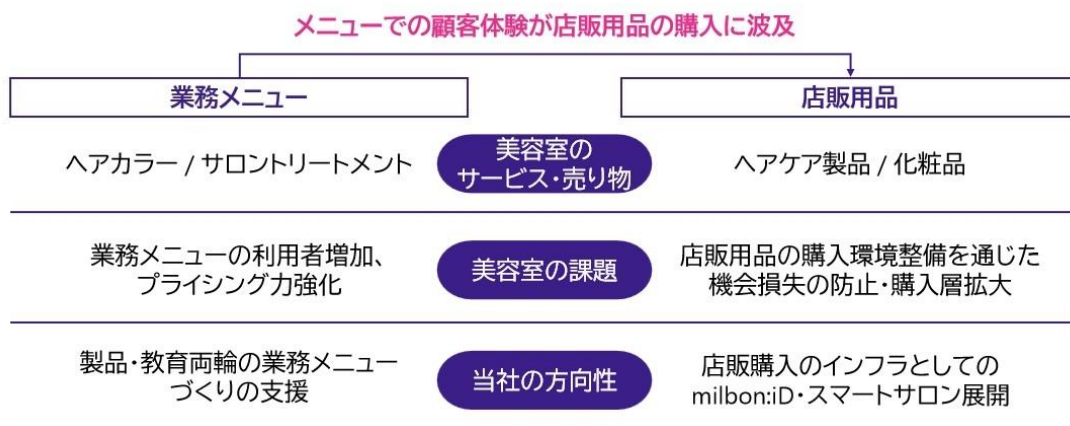 メニューでの顧客体験が店販用品の購入に波及
業務メニュー
店販用品
ヘアカラー / サロントリートメント
美容室の
サービス・売り物
ヘアケア製品 / 化粧品
業務メニューの利用者増加、
プライシング力強化
美容室の課題
店販用品の購入環境整備を通じた
機会損失の防止・購入層拡大
製品・教育両輪の業務メニュー
づくりの支援
当社の方向性
店販購入のインフラとしての
milbon:iD・スマートサロン展開